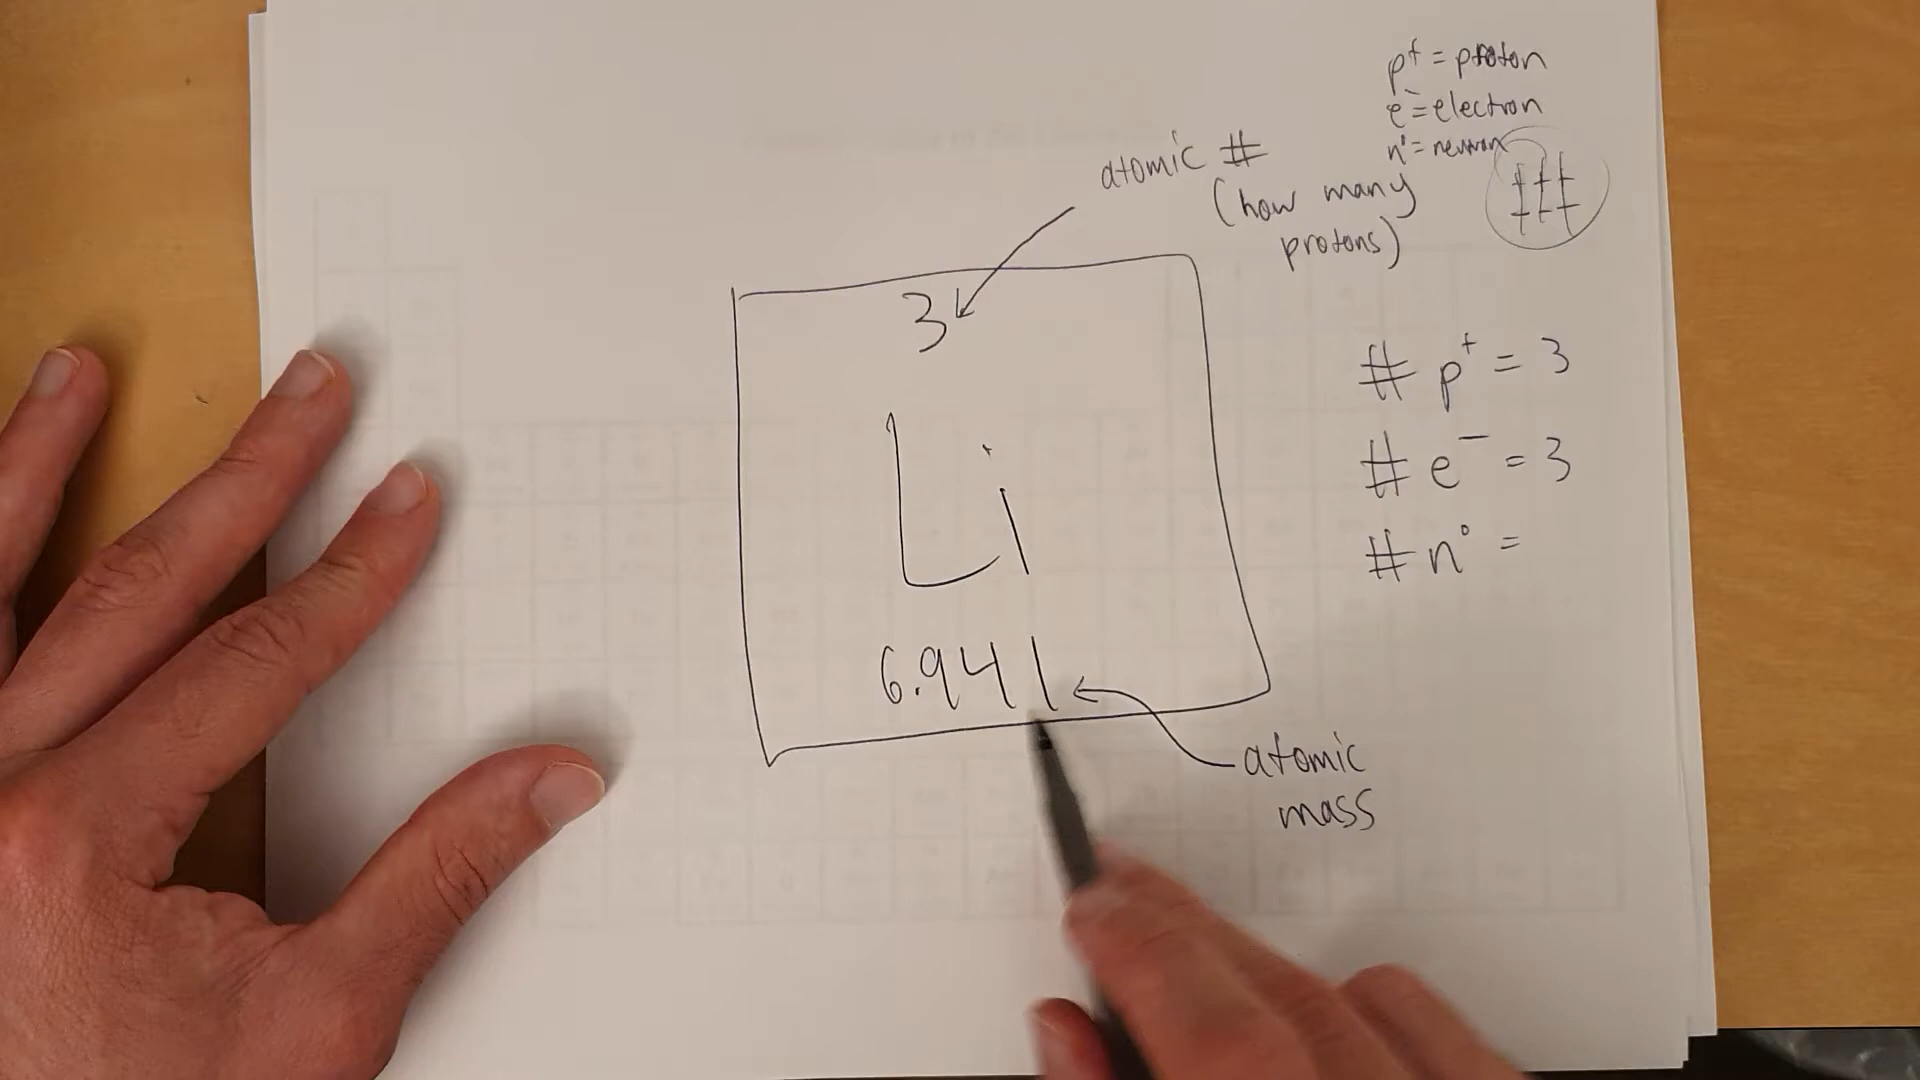 p⁺ = proton
e⁻ = electron
n° = neutron
atomic #
(how many
protons)
3
Li
6.941
# p⁺ = 3
# e⁻ = 3
# n° =
atomic
mass